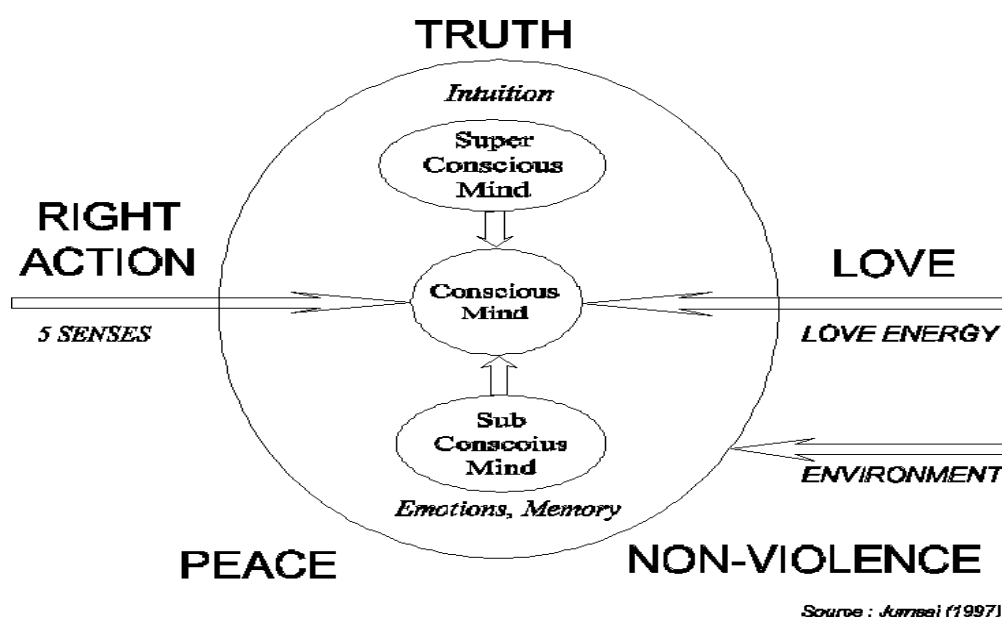 TRUTH
Intuition
Super
Conscious
Mind
RIGHT
ACTION
5 SENSES
Conscious
Mind
LOVE
LOVE ENERGY
Sub
Conscoius
Mind
Emotions, Memory
ENVIRONMENT
PEACE
NON-VIOLENCE
Source : Jumsai (1997)